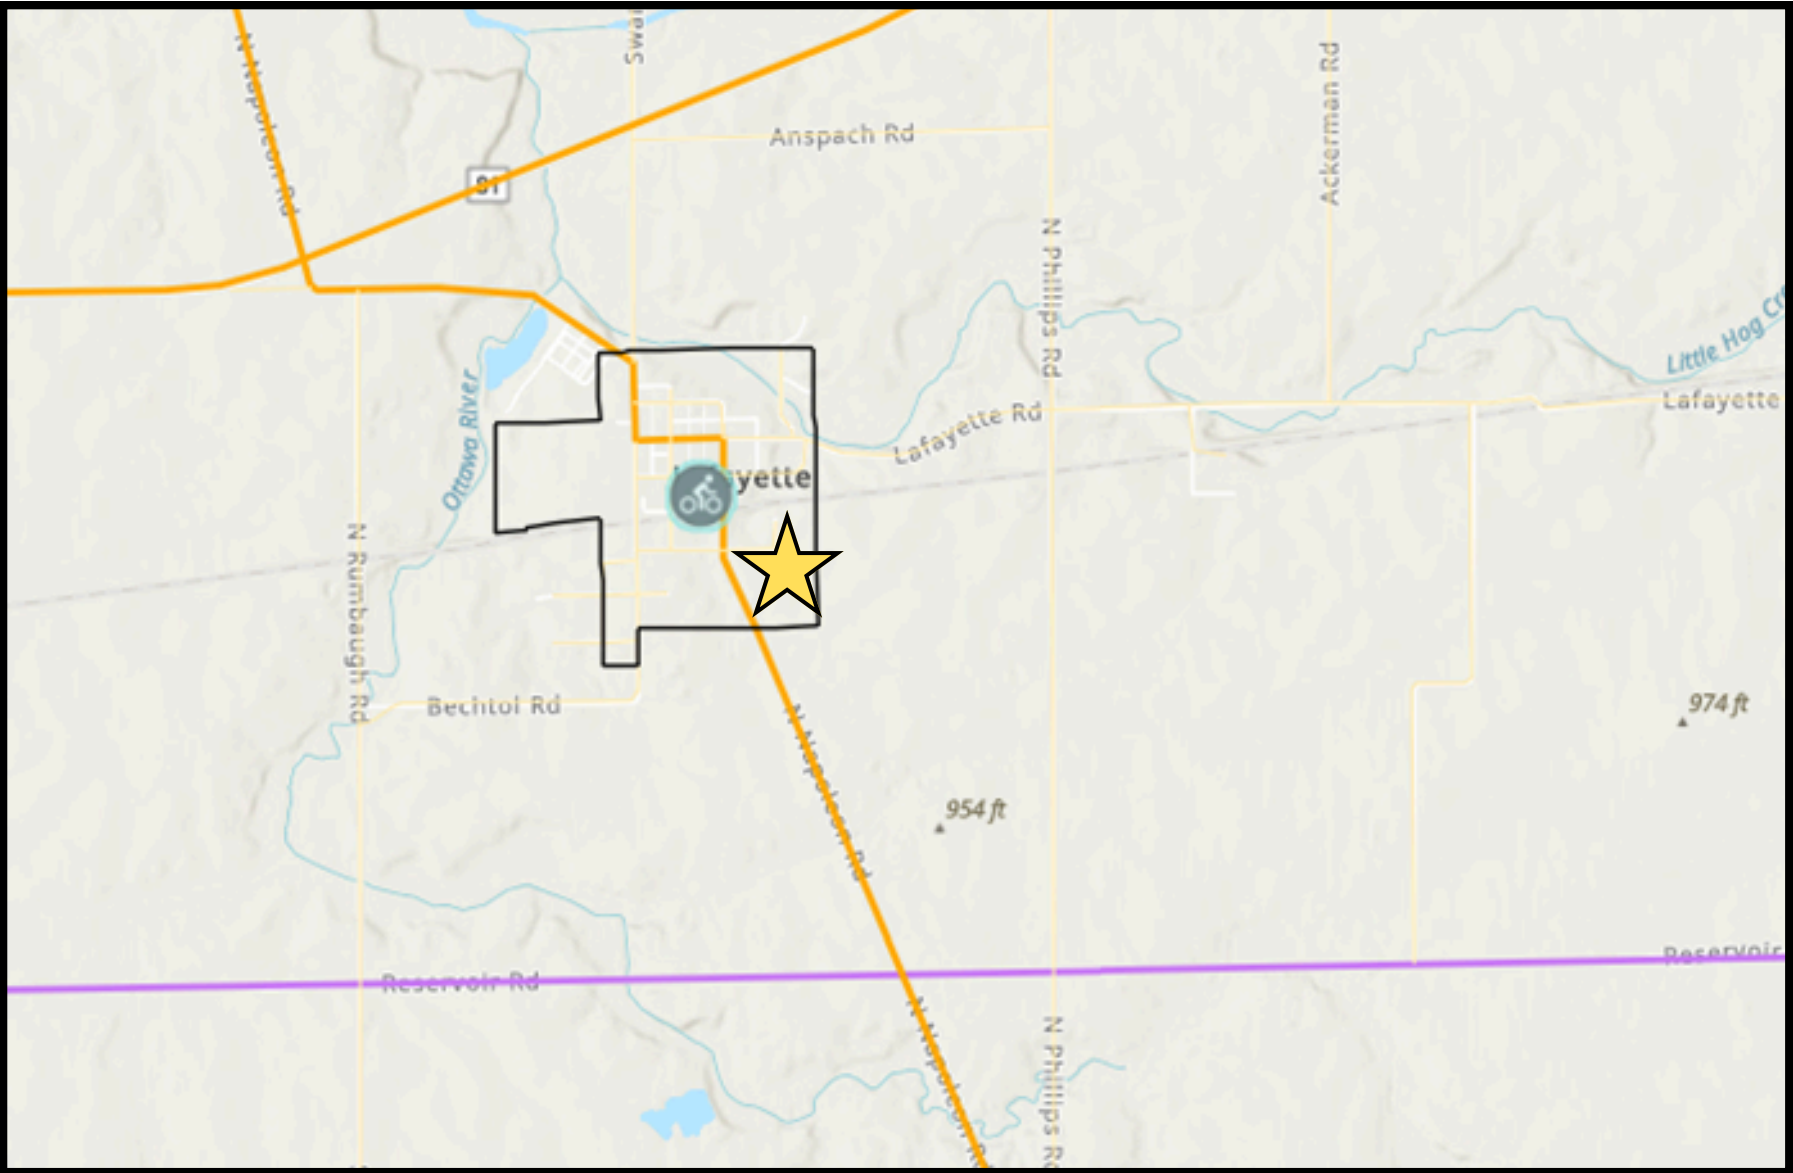 Swa
N Napoleon Rd
Anspach Rd
Ackerman Rd
81
N Phillips Rd
Little Hog Cr
Ottawa River
Lafayette Rd
Lafayette
yette
N Rumbaugh Rd
Bechtol Rd
974 ft
N Napoleon Rd
954 ft
Reservoir Rd
Reservoir
N Napoleon Rd
N Phillips Rd